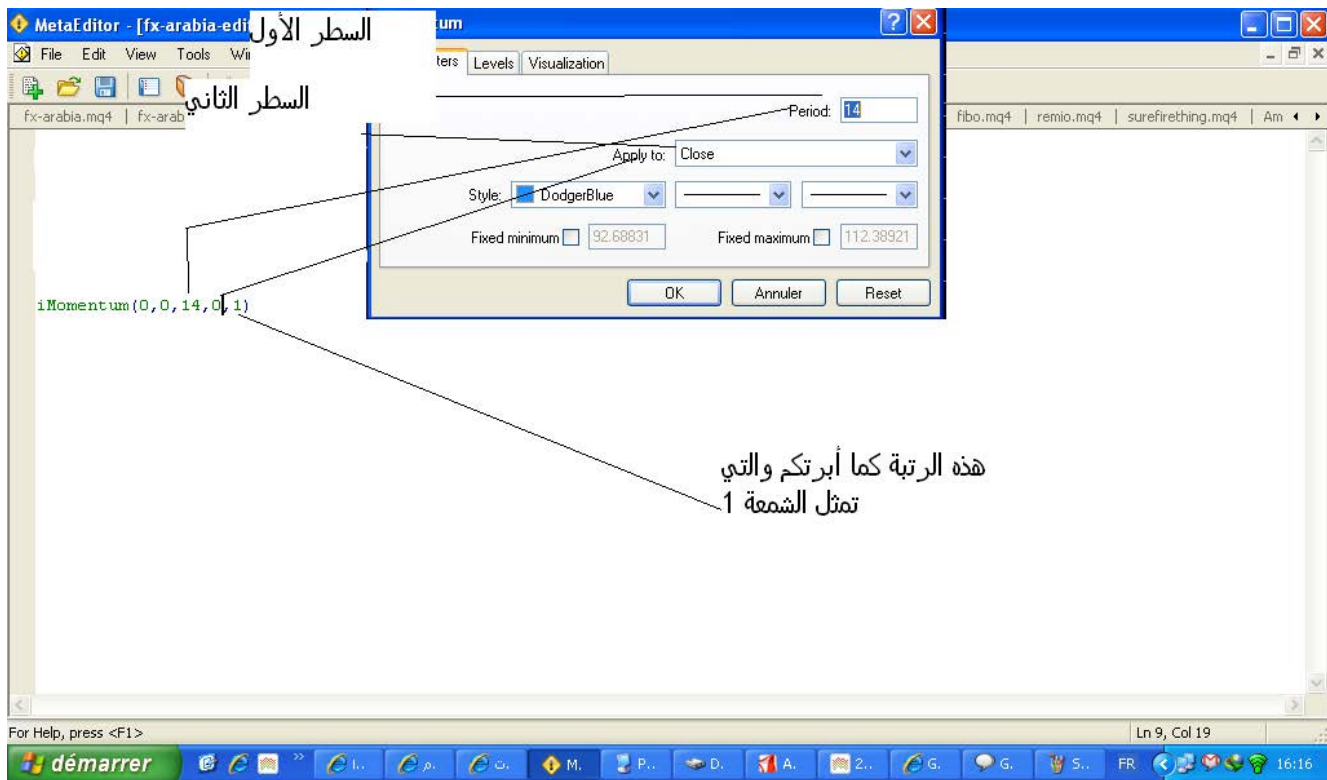 MetaEditor - [fx-arabia-edit
السطر الأول
um
File Edit View Tools Wi
ters Levels Visualization
السطر الثاني
Period: 14
fx-arabia.mq4 | fx-arab
fibo.mq4 | remio.mq4 | surefirething.mq4 | Am
Apply to: Close
Style: DodgerBlue
Fixed minimum 92.68831 Fixed maximum 112.38921
OK Annuler Reset
iMomentum(0,0,14,0,1)
هذه الرتبة كما أبرتكم والتي
تمثل الشمعة 1
For Help, press <F1> Ln 9, Col 19
démarrer I.. م. ت. M. P.. D. A. 2.. G. G. S.. FR 16:16